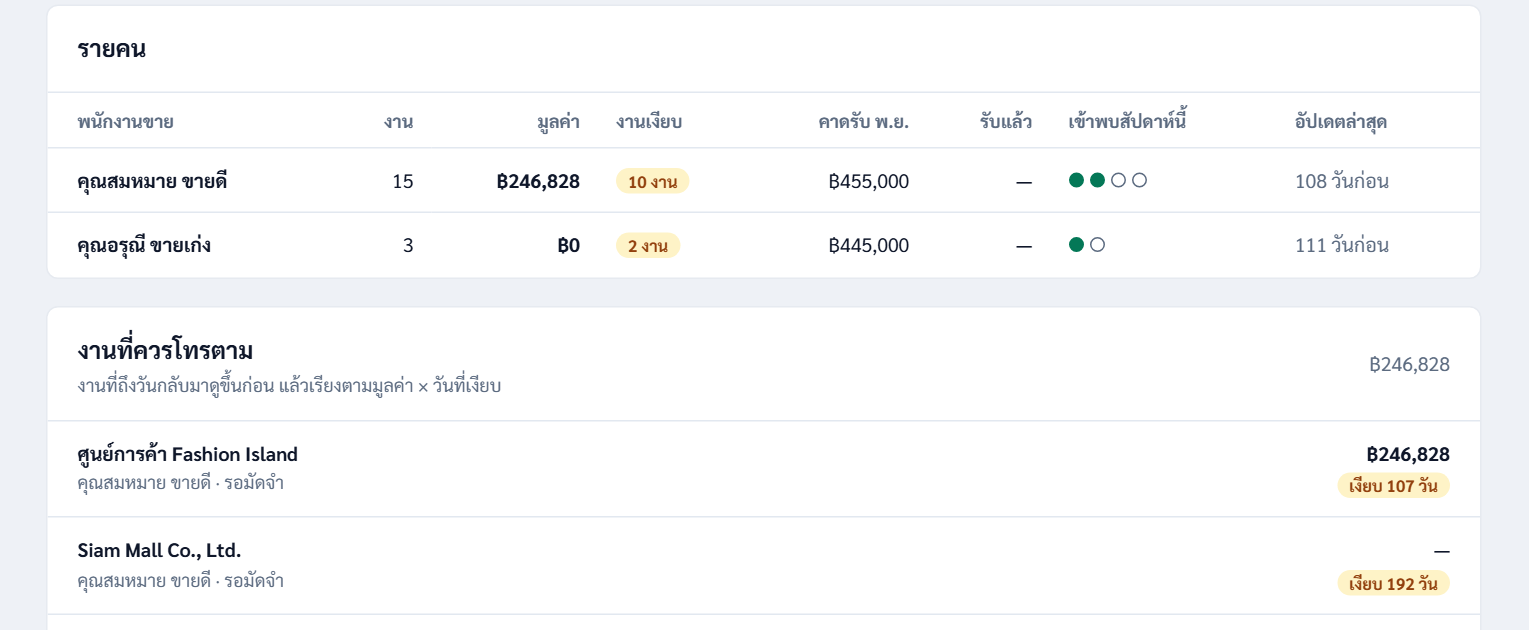 รายคน
พนักงานขาย งาน มูลค่า งานเงียบ คาดรับ พ.ย. รับแล้ว เข้าพบสัปดาห์นี้ อัปเดตล่าสุด
คุณสมหมาย ขายดี 15 ฿246,828 10 งาน ฿455,000 — 108 วันก่อน
คุณอรุณี ขายเก่ง 3 ฿0 2 งาน ฿445,000 — 111 วันก่อน
งานที่ควรโทรตาม
฿246,828
งานที่ถึงวันกลับมาดูขึ้นก่อน แล้วเรียงตามมูลค่า × วันที่เงียบ
ศูนย์การค้า Fashion Island ฿246,828
คุณสมหมาย ขายดี · รอมัดจำ เงียบ 107 วัน
Siam Mall Co., Ltd. —
คุณสมหมาย ขายดี · รอมัดจำ เงียบ 192 วัน